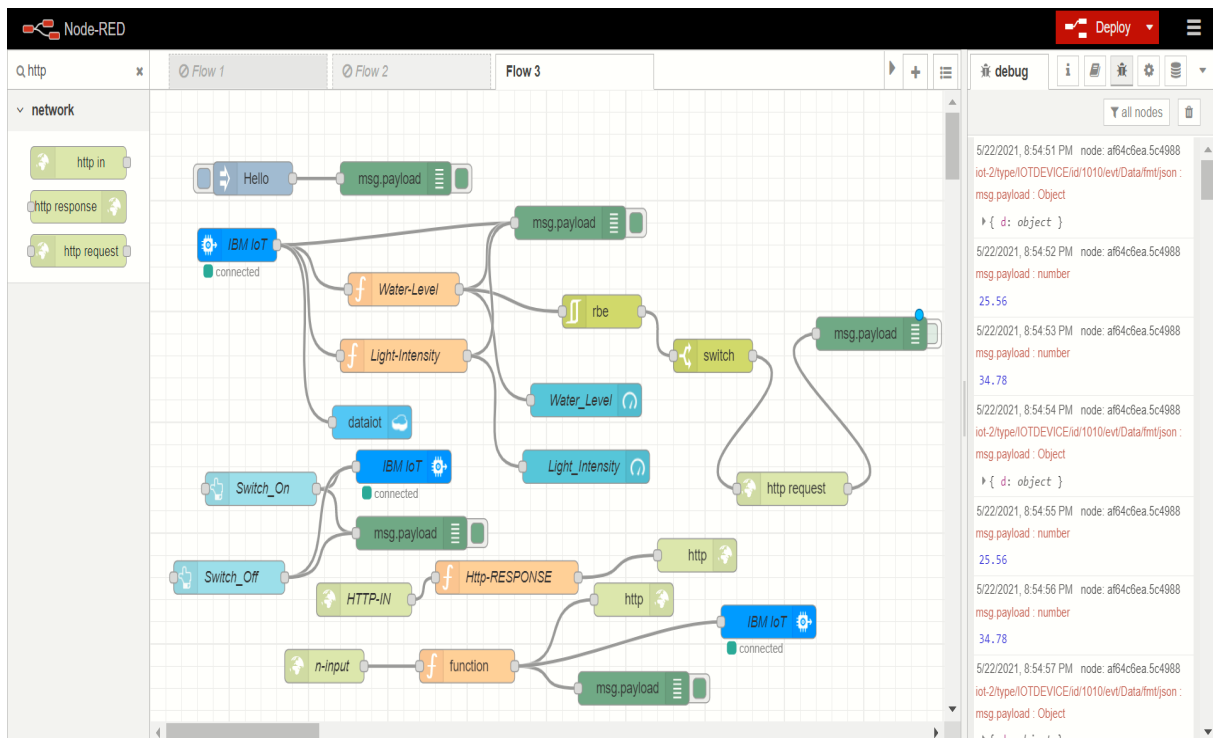 Node-RED
Deploy
http
x
Flow 1
Flow 2
Flow 3
+
debug
i
network
all nodes
http in
http response
http request
Hello
msg.payload
msg.payload
IBM IoT
connected
Water-Level
rbe
msg.payload
Light-Intensity
switch
Water_Level
dataiot
IBM IoT
connected
Light_Intensity
Switch_On
http request
msg.payload
http
Switch_Off
Http-RESPONSE
HTTP-IN
http
IBM IoT
connected
n-input
function
msg.payload
5/22/2021, 8:54:51 PM node: af64c6ea.5c4988
iot-2/type/IOTDEVICE/id/1010/evt/Data/fmt/json :
msg.payload : Object
{ d: object }
5/22/2021, 8:54:52 PM node: af64c6ea.5c4988
msg.payload : number
25.56
5/22/2021, 8:54:53 PM node: af64c6ea.5c4988
msg.payload : number
34.78
5/22/2021, 8:54:54 PM node: af64c6ea.5c4988
iot-2/type/IOTDEVICE/id/1010/evt/Data/fmt/json :
msg.payload : Object
{ d: object }
5/22/2021, 8:54:55 PM node: af64c6ea.5c4988
msg.payload : number
25.56
5/22/2021, 8:54:56 PM node: af64c6ea.5c4988
msg.payload : number
34.78
5/22/2021, 8:54:57 PM node: af64c6ea.5c4988
iot-2/type/IOTDEVICE/id/1010/evt/Data/fmt/json :
msg.payload : Object